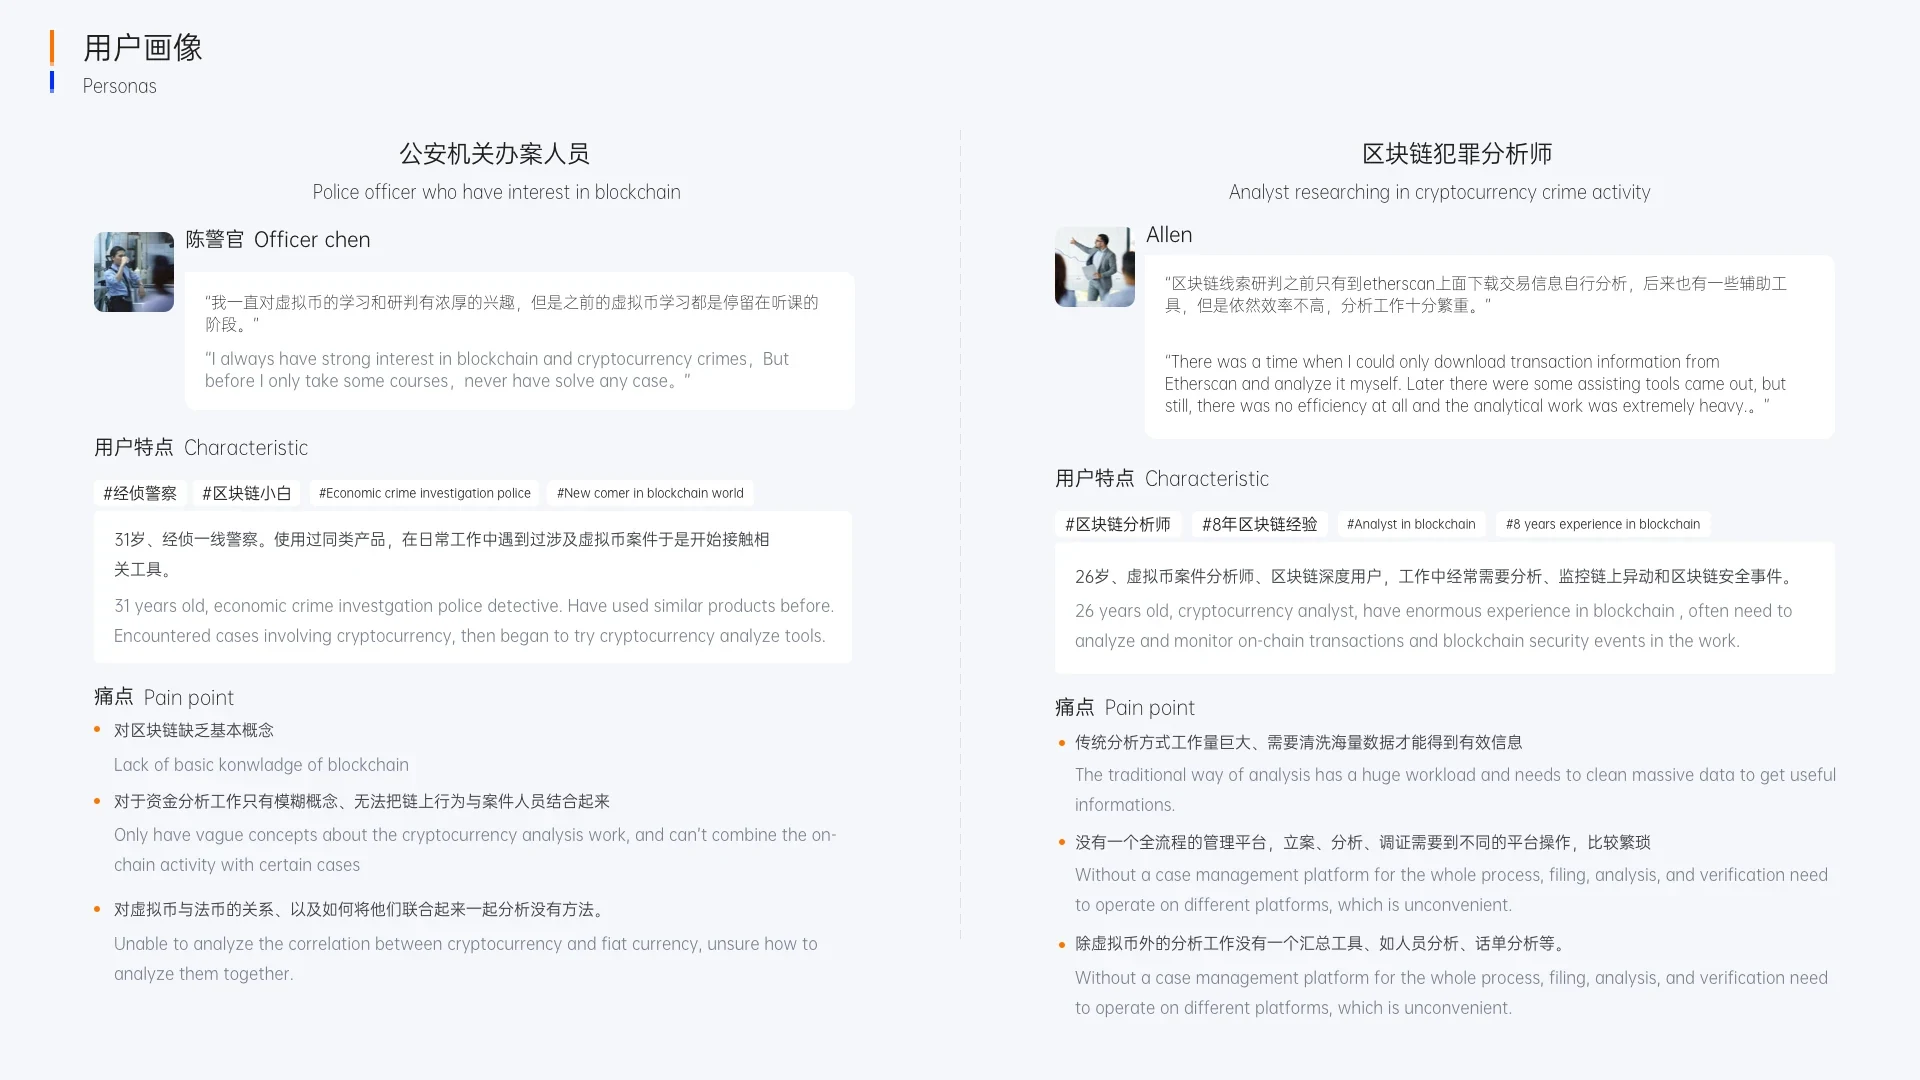 用户画像
Personas
公安机关办案人员
Police officer who have interest in blockchain
陈警官 Officer chen
“我一直对虚拟币的学习和研判有浓厚的兴趣，但是之前的虚拟币学习都是停留在听课的
阶段。”
“I always have strong interest in blockchain and cryptocurrency crimes，But
before I only take some courses，never have solve any case。”
用户特点 Characteristic
#经侦警察 #区块链小白 #Economic crime investigation police #New comer in blockchain world
31岁、经侦一线警察。使用过同类产品，在日常工作中遇到过涉及虚拟币案件于是开始接触相
关工具。
31 years old, economic crime investgation police detective. Have used similar products before.
Encountered cases involving cryptocurrency, then began to try cryptocurrency analyze tools.
痛点 Pain point
对区块链缺乏基本概念
Lack of basic konwladge of blockchain
对于资金分析工作只有模糊概念、无法把链上行为与案件人员结合起来
Only have vague concepts about the cryptocurrency analysis work, and can't combine the on-
chain activity with certain cases
对虚拟币与法币的关系、以及如何将他们联合起来一起分析没有方法。
Unable to analyze the correlation between cryptocurrency and fiat currency, unsure how to
analyze them together.
区块链犯罪分析师
Analyst researching in cryptocurrency crime activity
Allen
“区块链线索研判之前只有到etherscan上面下载交易信息自行分析，后来也有一些辅助工
具，但是依然效率不高，分析工作十分繁重。”
“There was a time when I could only download transaction information from
Etherscan and analyze it myself. Later there were some assisting tools came out, but
still, there was no efficiency at all and the analytical work was extremely heavy.。”
用户特点 Characteristic
#区块链分析师 #8年区块链经验 #Analyst in blockchain #8 years experience in blockchain
26岁、虚拟币案件分析师、区块链深度用户，工作中经常需要分析、监控链上异动和区块链安全事件。
26 years old, cryptocurrency analyst, have enormous experience in blockchain , often need to
analyze and monitor on-chain transactions and blockchain security events in the work.
痛点 Pain point
传统分析方式工作量巨大、需要清洗海量数据才能得到有效信息
The traditional way of analysis has a huge workload and needs to clean massive data to get useful
informations.
没有一个全流程的管理平台，立案、分析、调证需要到不同的平台操作，比较繁琐
Without a case management platform for the whole process, filing, analysis, and verification need
to operate on different platforms, which is unconvenient.
除虚拟币外的分析工作没有一个汇总工具、如人员分析、话单分析等。
Without a case management platform for the whole process, filing, analysis, and verification need
to operate on different platforms, which is unconvenient.